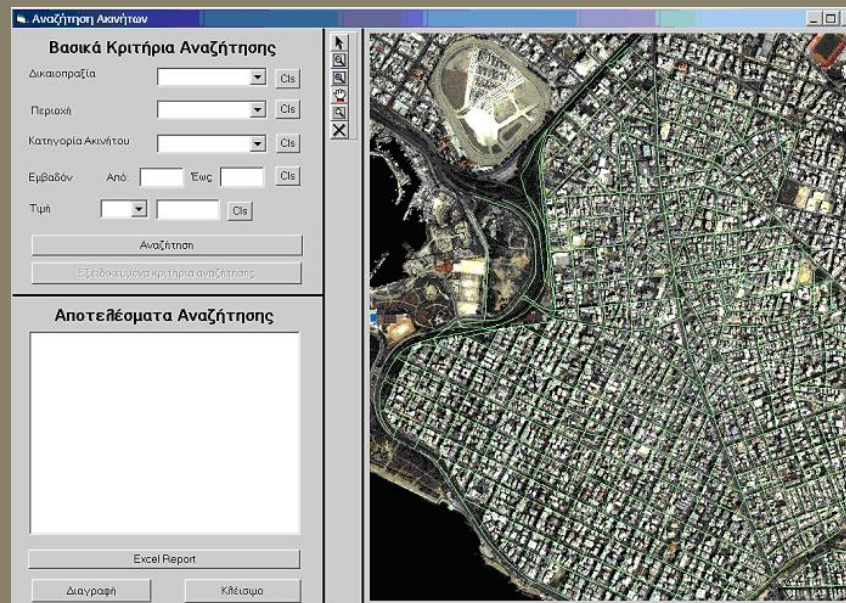 Αναζήτηση Ακινήτων
Βασικά Κριτήρια Αναζήτησης
Δικαιοπραξία Cls
Περιοχή Cls
Κατηγορία Ακινήτου Cls
Εμβαδόν Από: Έως Cls
Τιμή Cls
Αναζήτηση
Εξειδικευμένα κριτήρια αναζήτησης
Αποτελέσματα Αναζήτησης
Excel Report
Διαγραφή Κλέισιμο